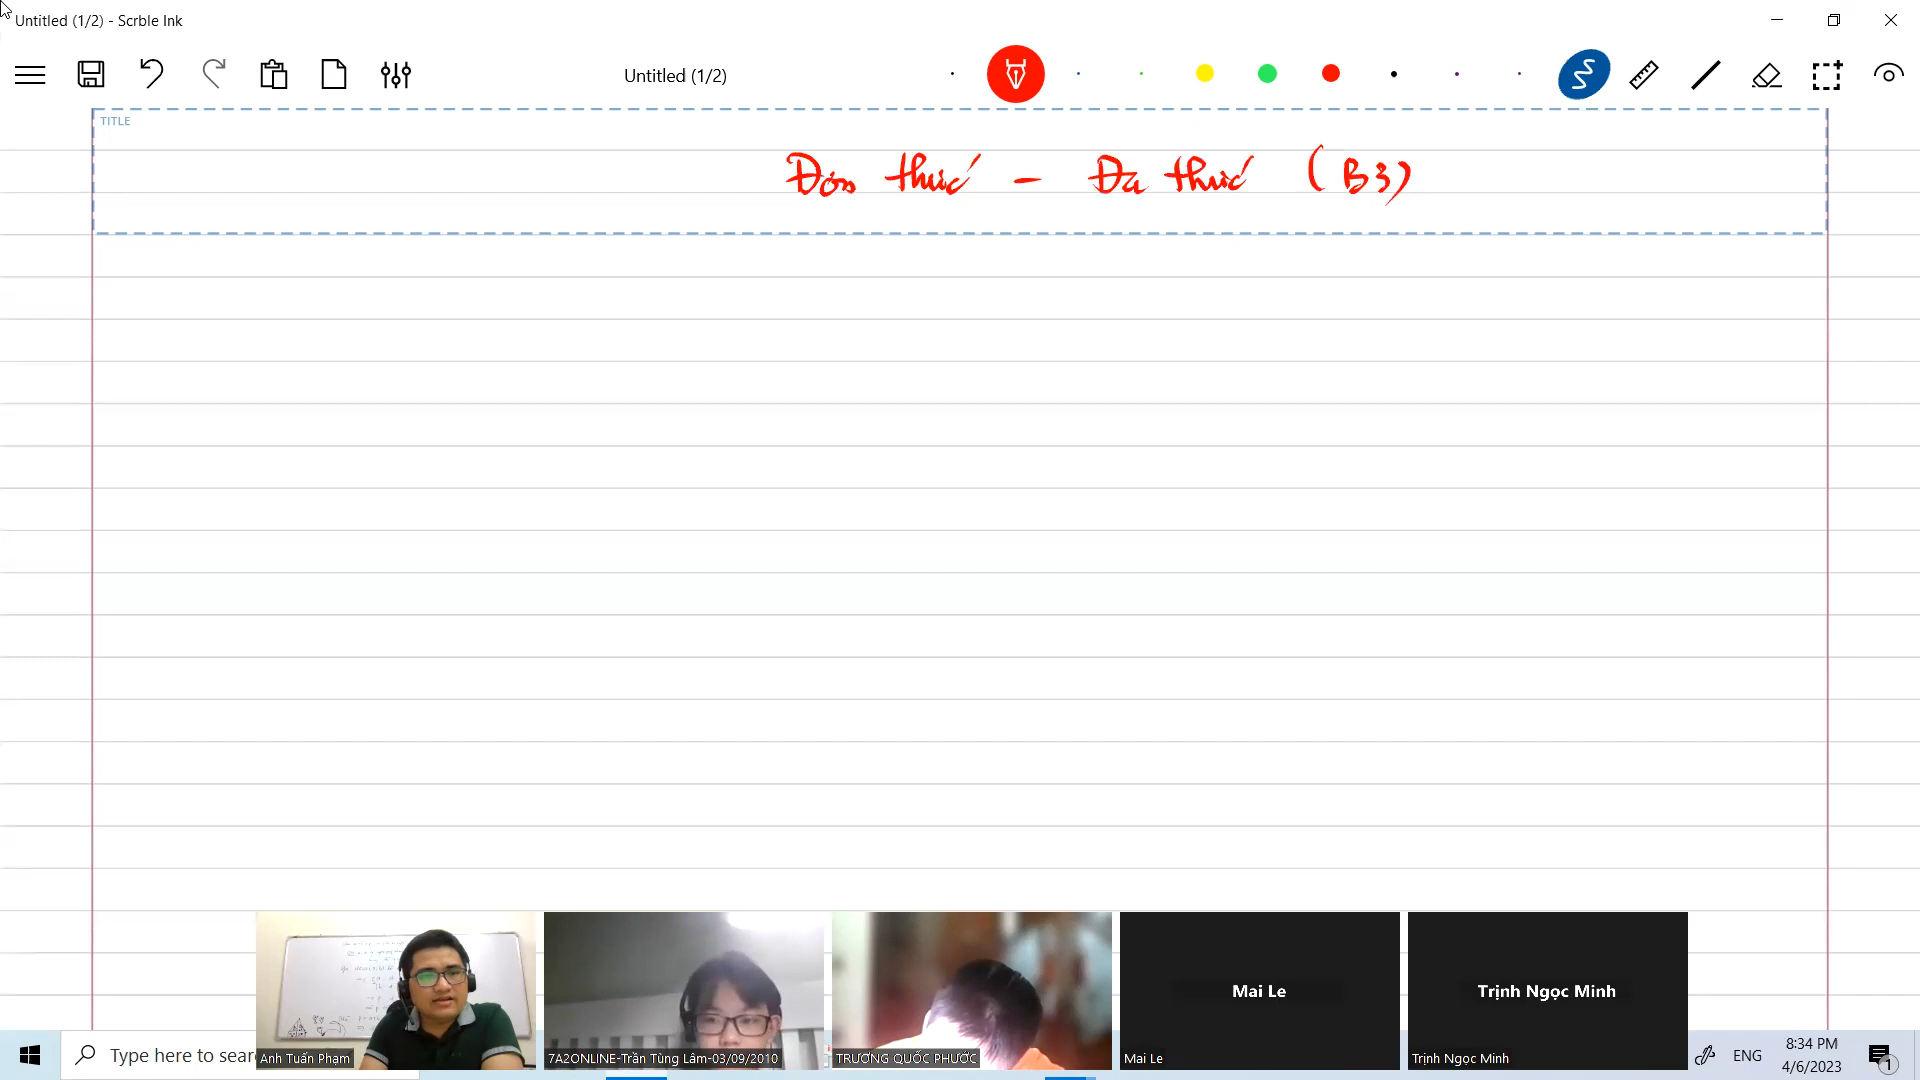 Untitled (1/2) - Scrble Ink
Untitled (1/2)
TITLE
Đơn thức - Đa thức (B3)
Mai Le
Trịnh Ngọc Minh
Anh Tuấn Phạm
7A2ONLINE-Trần Tùng Lâm-03/09/2010
TRƯƠNG QUỐC PHƯỚC
Mai Le
Trịnh Ngọc Minh
Type here to sear
ENG
8:34 PM
4/6/2023
1